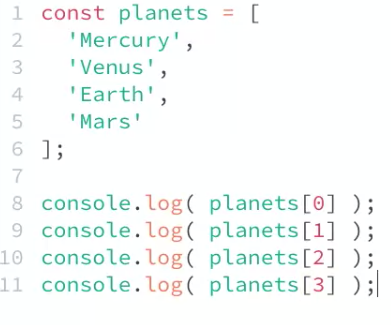 1 const planets = [
2   'Mercury',
3   'Venus',
4   'Earth',
5   'Mars'
6 ];
7
8 console.log( planets[0] );
9 console.log( planets[1] );
10 console.log( planets[2] );
11 console.log( planets[3] );